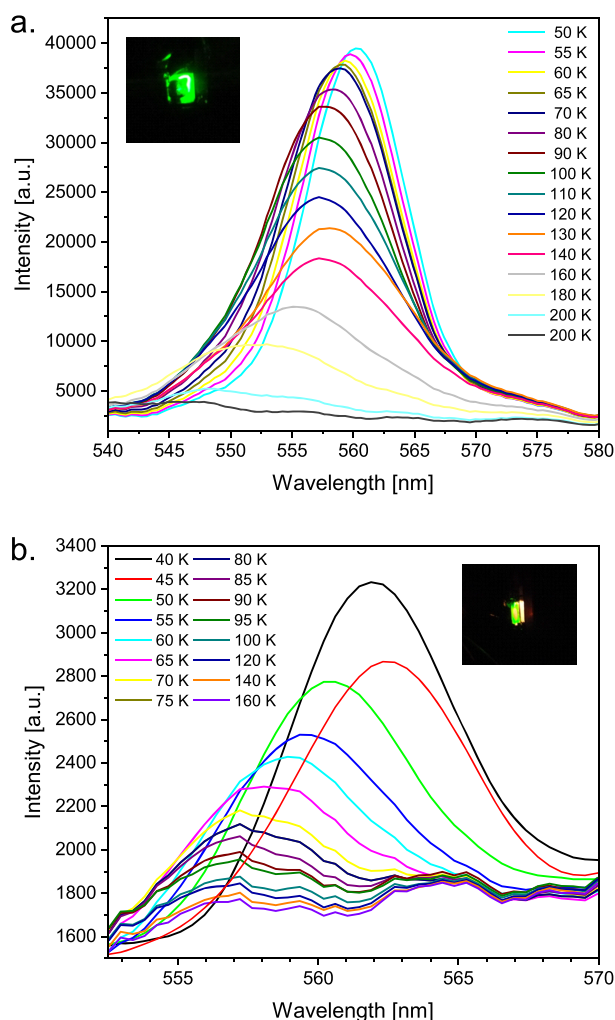 a.
40000
35000
30000
25000
20000
15000
10000
5000
Intensity [a.u.]
50 K
55 K
60 K
65 K
70 K
80 K
90 K
100 K
110 K
120 K
130 K
140 K
160 K
180 K
200 K
200 K
540 545 550 555 560 565 570 575 580
Wavelength [nm]
b.
3400
3200
3000
2800
2600
2400
2200
2000
1800
1600
Intensity [a.u.]
40 K 80 K
45 K 85 K
50 K 90 K
55 K 95 K
60 K 100 K
65 K 120 K
70 K 140 K
75 K 160 K
555 560 565 570
Wavelength [nm]